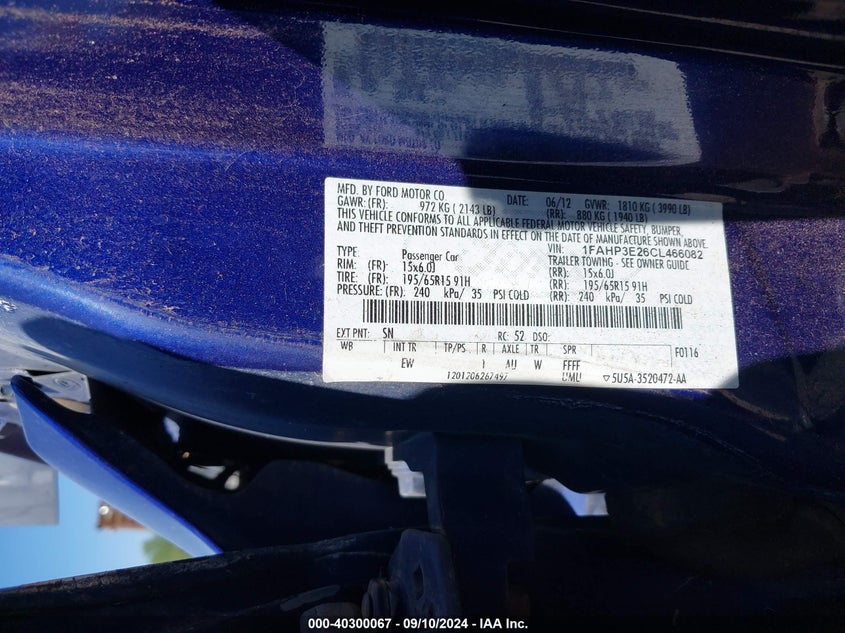 MFD. BY FORD MOTOR CO.
DATE: 06/12 GVWR: 1810 KG (3990 LB)
GAWR: (FR): 972 KG (2143 LB) (RR): 880 KG (1940 LB)
THIS VEHICLE CONFORMS TO ALL APPLICABLE FEDERAL MOTOR VEHICLE SAFETY, BUMPER,
AND THEFT PREVENTION STANDARDS IN EFFECT ON THE DATE OF MANUFACTURE SHOWN ABOVE.
VIN: 1FAHP3E26CL466082
TYPE: Passenger Car TRAILER TOWING - SEE OWNER GUIDE
RIM: (FR): 15x6.0J (RR): 15x6.0J
TIRE: (FR): 195/65R15 91H (RR): 195/65R15 91H
PRESSURE: (FR): 240 kPa/ 35 PSI COLD (RR): 240 kPa/ 35 PSI COLD
EXT PNT: SN RC: 52 DSO: F0116
WB INT TR TP/PS R AXLE TR SPR
EW AU W FFFF
1201206267497 UMU 5U5A-3520472-AA
000-40300067 - 09/10/2024 - IAA Inc.